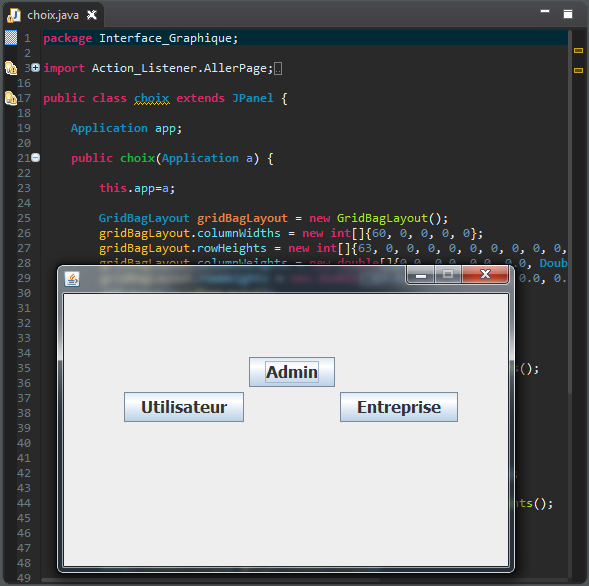 choix.java
1 package Interface_Graphique;
2
3 import Action_Listener.AllerPage;
16
17 public class choix extends JPanel {
18
19 Application app;
20
21 public choix(Application a) {
22
23 this.app=a;
24
25 GridBagLayout gridBagLayout = new GridBagLayout();
26 gridBagLayout.columnWidths = new int[]{60, 0, 0, 0, 0};
27 gridBagLayout.rowHeights = new int[]{63, 0, 0, 0, 0, 0, 0, 0, 0,
28 gridBagLayout.columnWeights = new double[]{0.0, 0.0, 0.0, 0.0, Doub
29 0.0, 0.
30
31
32
33
34
35 s();
36
37
38
39
40
41
42
43
44 nts();
45
46
47
48
49
Admin
Utilisateur Entreprise